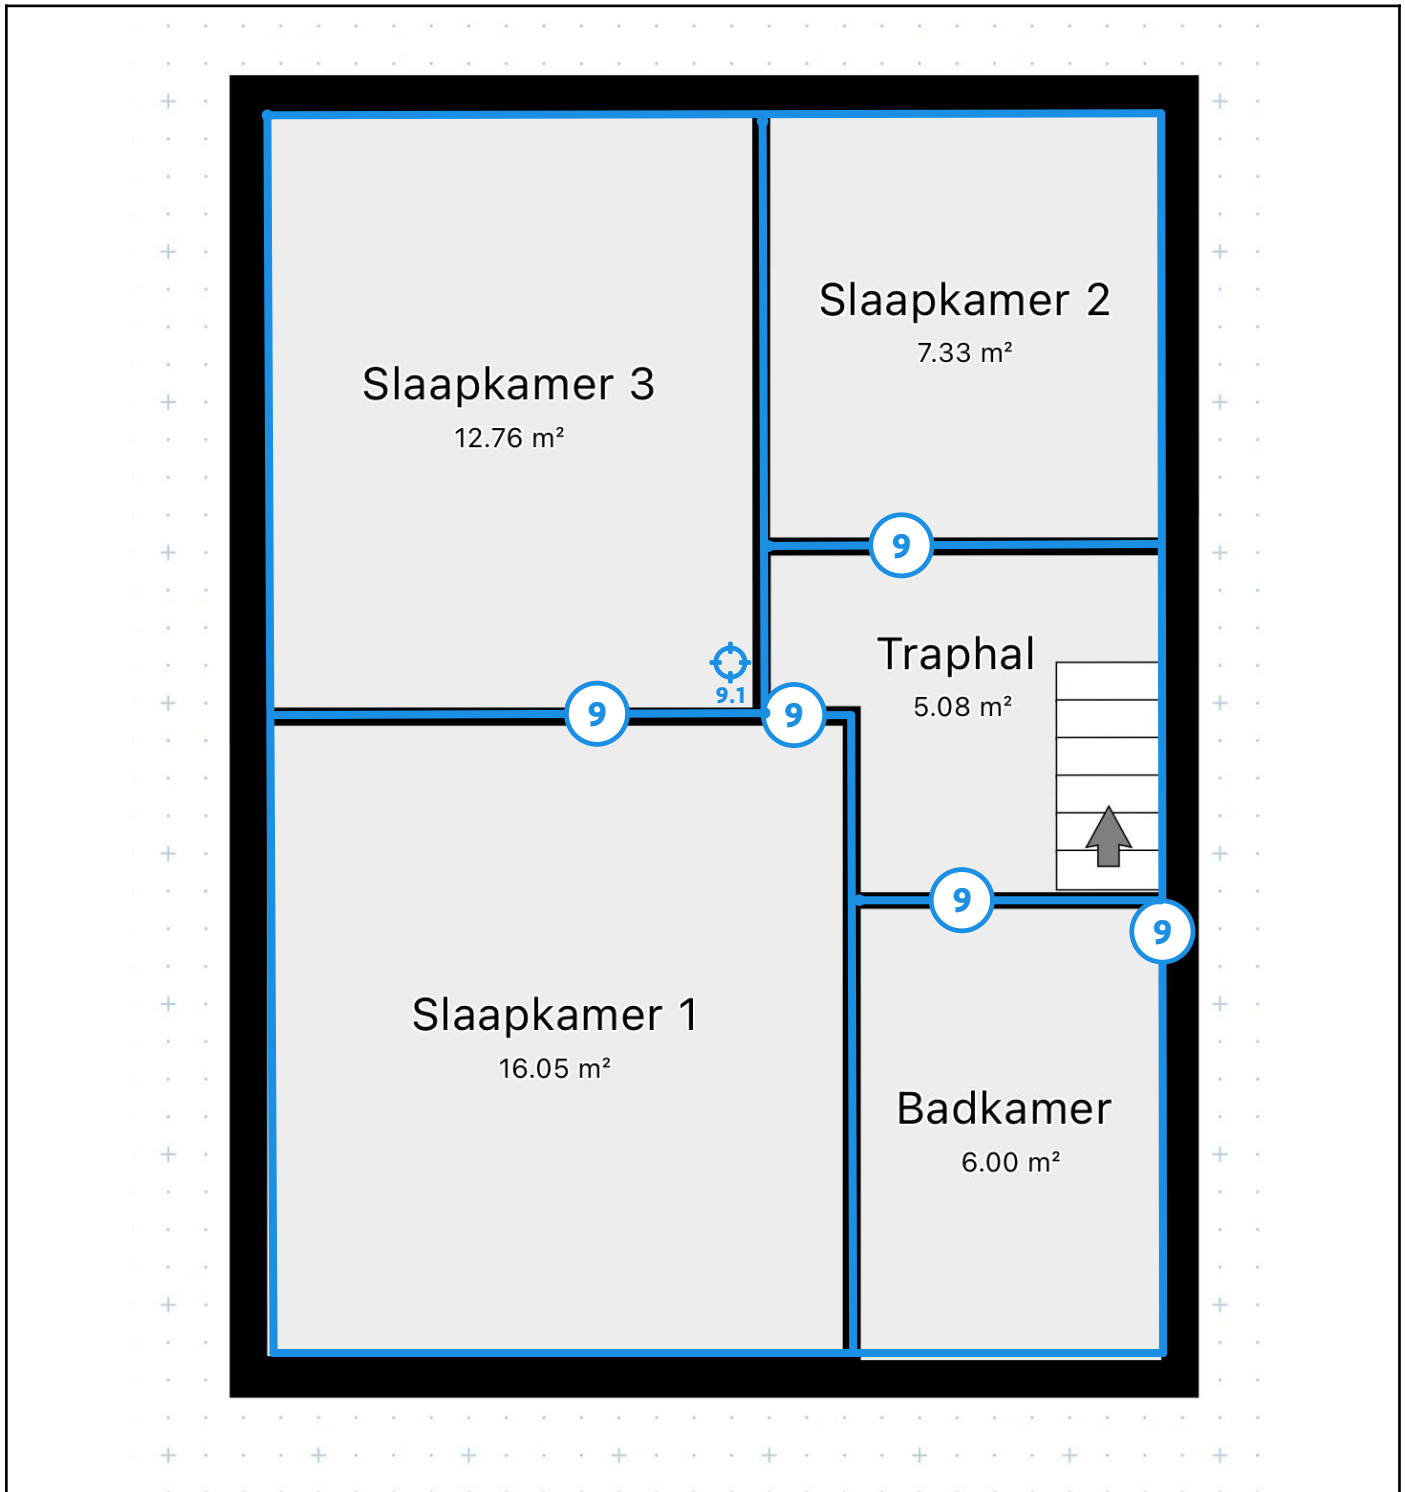 Slaapkamer 3
12.76 m²
Slaapkamer 2
7.33 m²
9
Traphal
5.08 m²
9.1
9
9
9
9
Slaapkamer 1
16.05 m²
Badkamer
6.00 m²